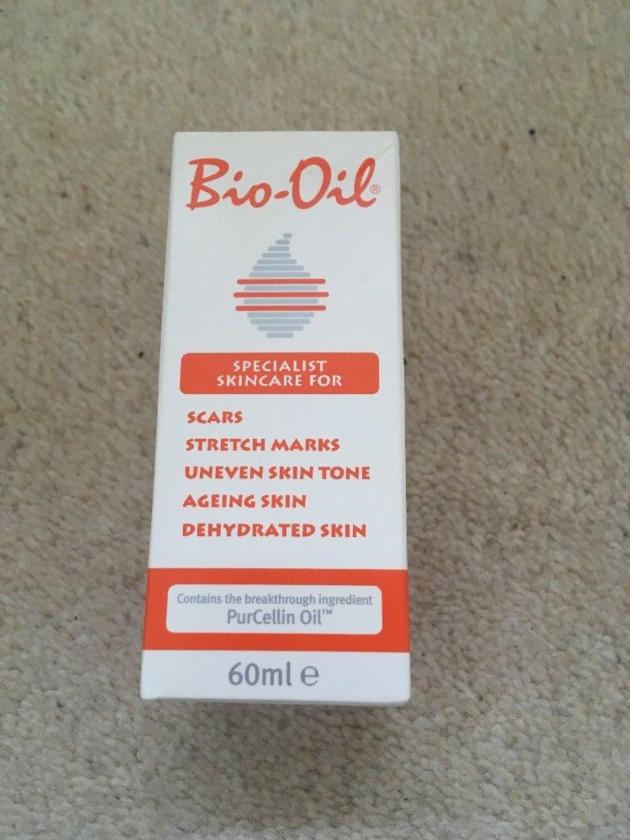 Bio-Oil®
SPECIALIST
SKINCARE FOR
SCARS
STRETCH MARKS
UNEVEN SKIN TONE
AGEING SKIN
DEHYDRATED SKIN
Contains the breakthrough ingredient
PurCellin Oil™
60ml ℮